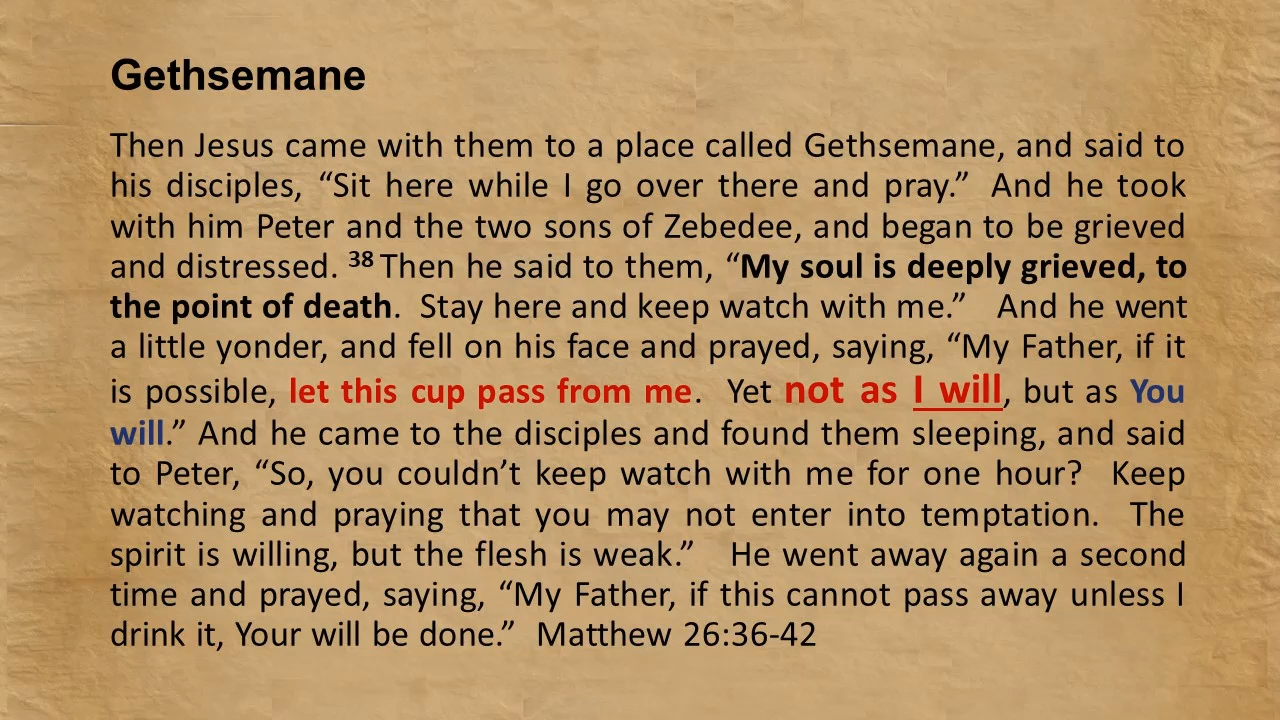 Gethsemane
Then Jesus came with them to a place called Gethsemane, and said to
his disciples, “Sit here while I go over there and pray.” And he took
with him Peter and the two sons of Zebedee, and began to be grieved
and distressed. 38 Then he said to them, “My soul is deeply grieved, to
the point of death. Stay here and keep watch with me.” And he went
a little yonder, and fell on his face and prayed, saying, “My Father, if it
is possible, let this cup pass from me. Yet not as I will, but as You
will.” And he came to the disciples and found them sleeping, and said
to Peter, “So, you couldn’t keep watch with me for one hour? Keep
watching and praying that you may not enter into temptation. The
spirit is willing, but the flesh is weak.” He went away again a second
time and prayed, saying, “My Father, if this cannot pass away unless I
drink it, Your will be done.” Matthew 26:36-42